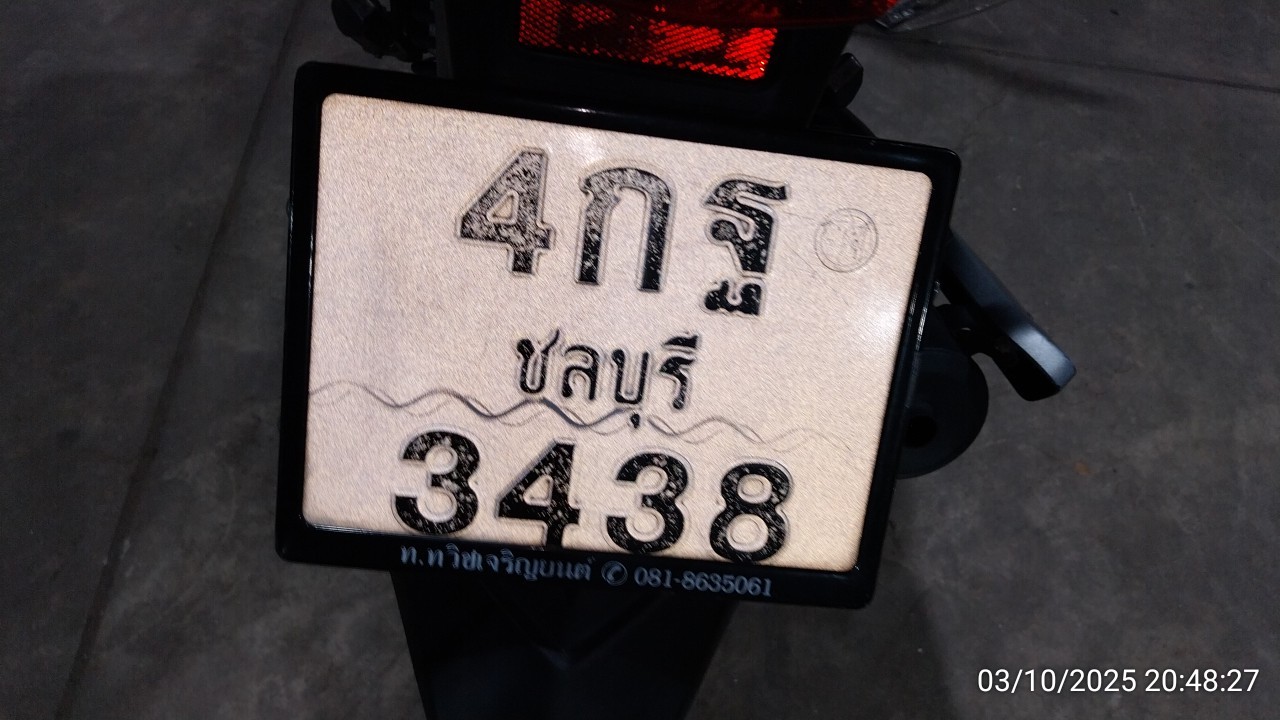 4กฐ
ชลบุรี
3438
ท.ทวิชเจริญยนต์ ✆ 081-8635061
03/10/2025 20:48:27